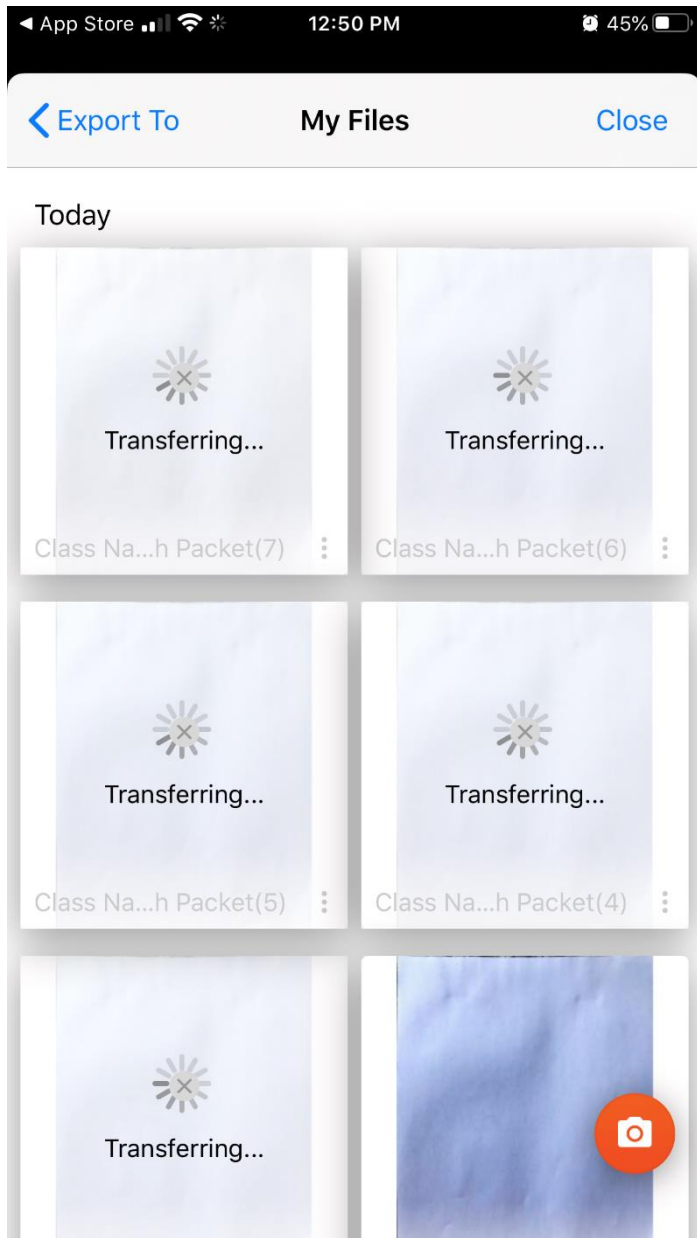 App Store 12:50 PM 45%
Export To My Files Close
Today
Transferring... Transferring...
Class Na...h Packet(7) Class Na...h Packet(6)
Transferring... Transferring...
Class Na...h Packet(5) Class Na...h Packet(4)
Transferring...